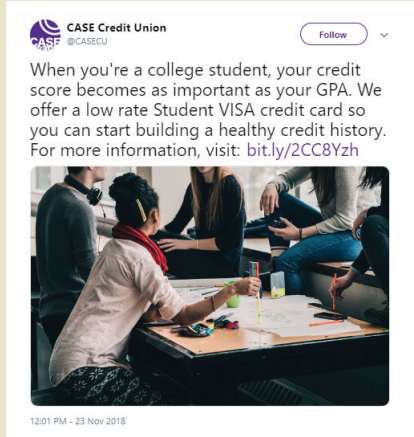 CASE Credit Union
@CASECU
Follow
CASE
When you're a college student, your credit
score becomes as important as your GPA. We
offer a low rate Student VISA credit card so
you can start building a healthy credit history.
For more information, visit: bit.ly/2CC8Yzh
12:01 PM - 23 Nov 2018